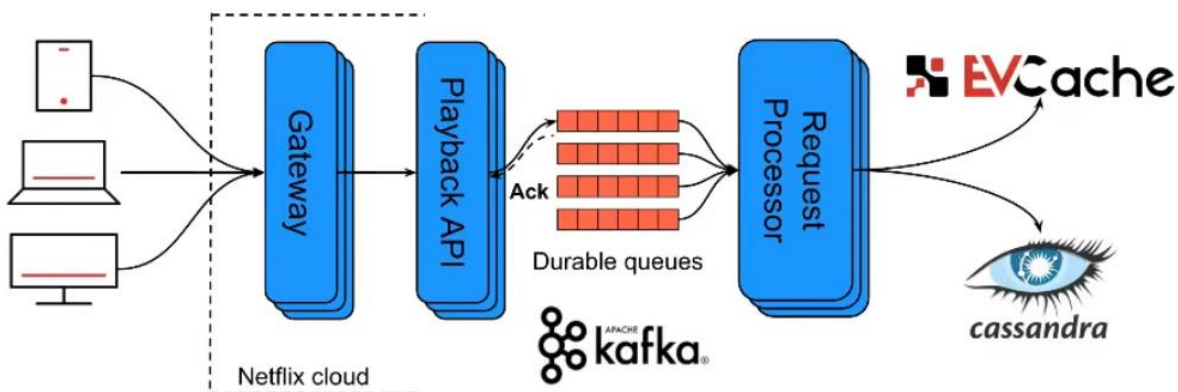 Gateway
Playback API
Ack
Durable queues
APACHE
kafka®
Request
Processor
EVCache
cassandra
Netflix cloud